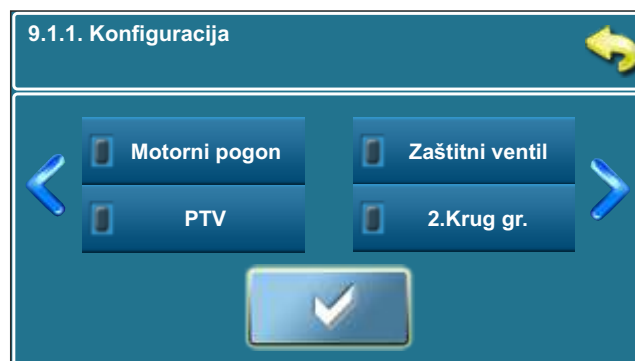 9.1.1. Konfiguracija
Motorni pogon
Zaštitni ventil
PTV
2.Krug gr.